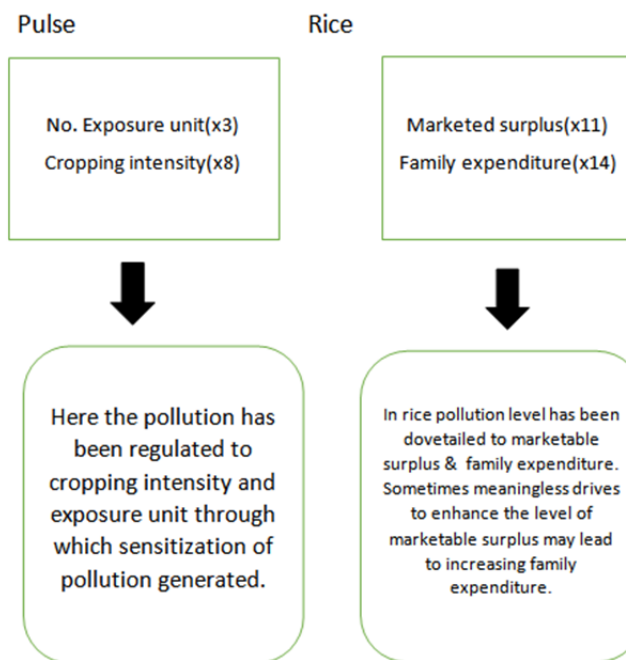 Pulse
Rice
No. Exposure unit(x3)
Cropping intensity(x8)
Marketed surplus(x11)
Family expenditure(x14)
Here the pollution has
been regulated to
cropping intensity and
exposure unit through
which sensitization of
pollution generated.
In rice pollution level has been
dovetailed to marketable
surplus & family expenditure.
Sometimes meaningless drives
to enhance the level of
marketable surplus may lead
to increasing family
expenditure.